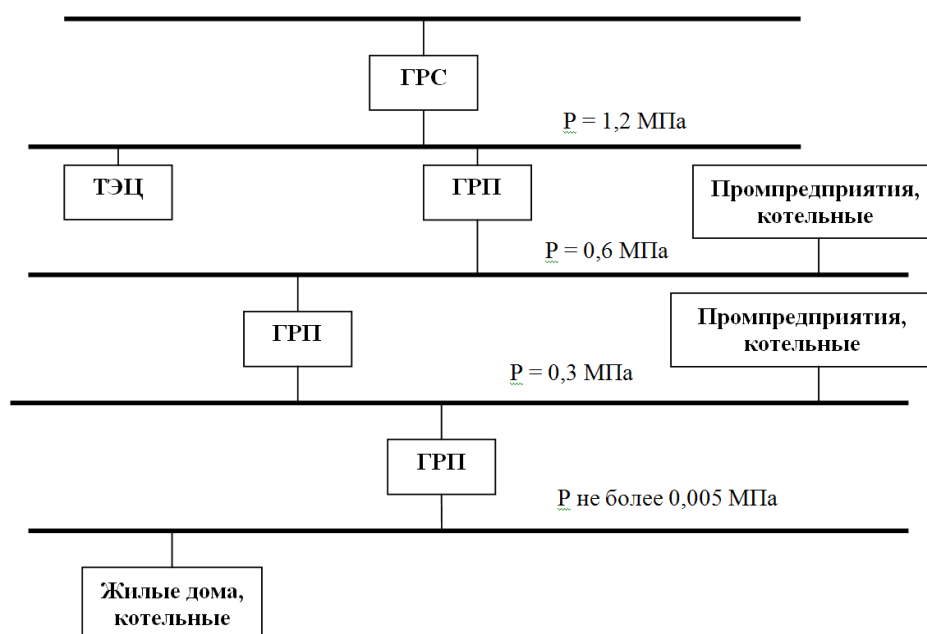 ГРС
Р = 1,2 МПа
ТЭЦ
ГРП
Промпредприятия,
котельные
Р = 0,6 МПа
ГРП
Промпредприятия,
котельные
Р = 0,3 МПа
ГРП
Р не более 0,005 МПа
Жилые дома,
котельные